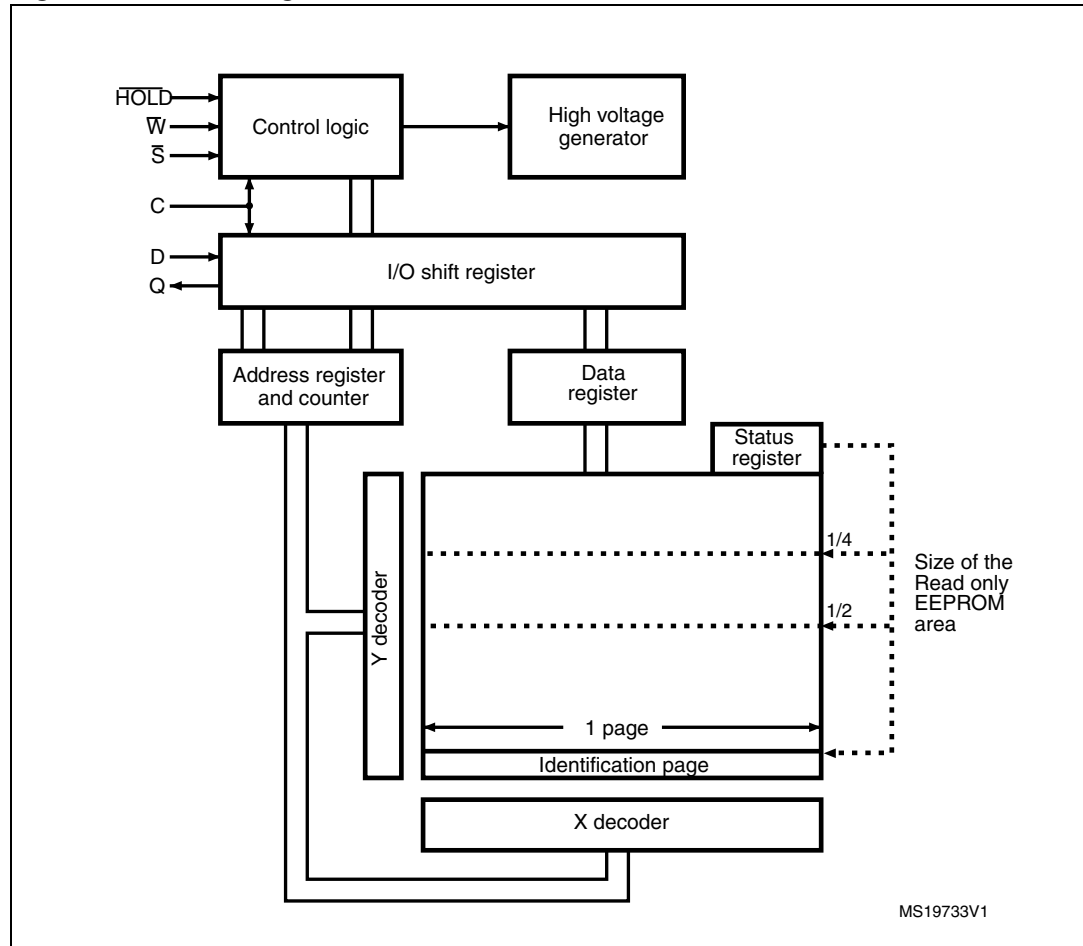 HOLD
W
S
C
D
Q
Control logic
High voltage
generator
I/O shift register
Address register
and counter
Data
register
Status
register
Y decoder
1/4
1/2
Size of the
Read only
EEPROM
area
1 page
Identification page
X decoder
MS19733V1